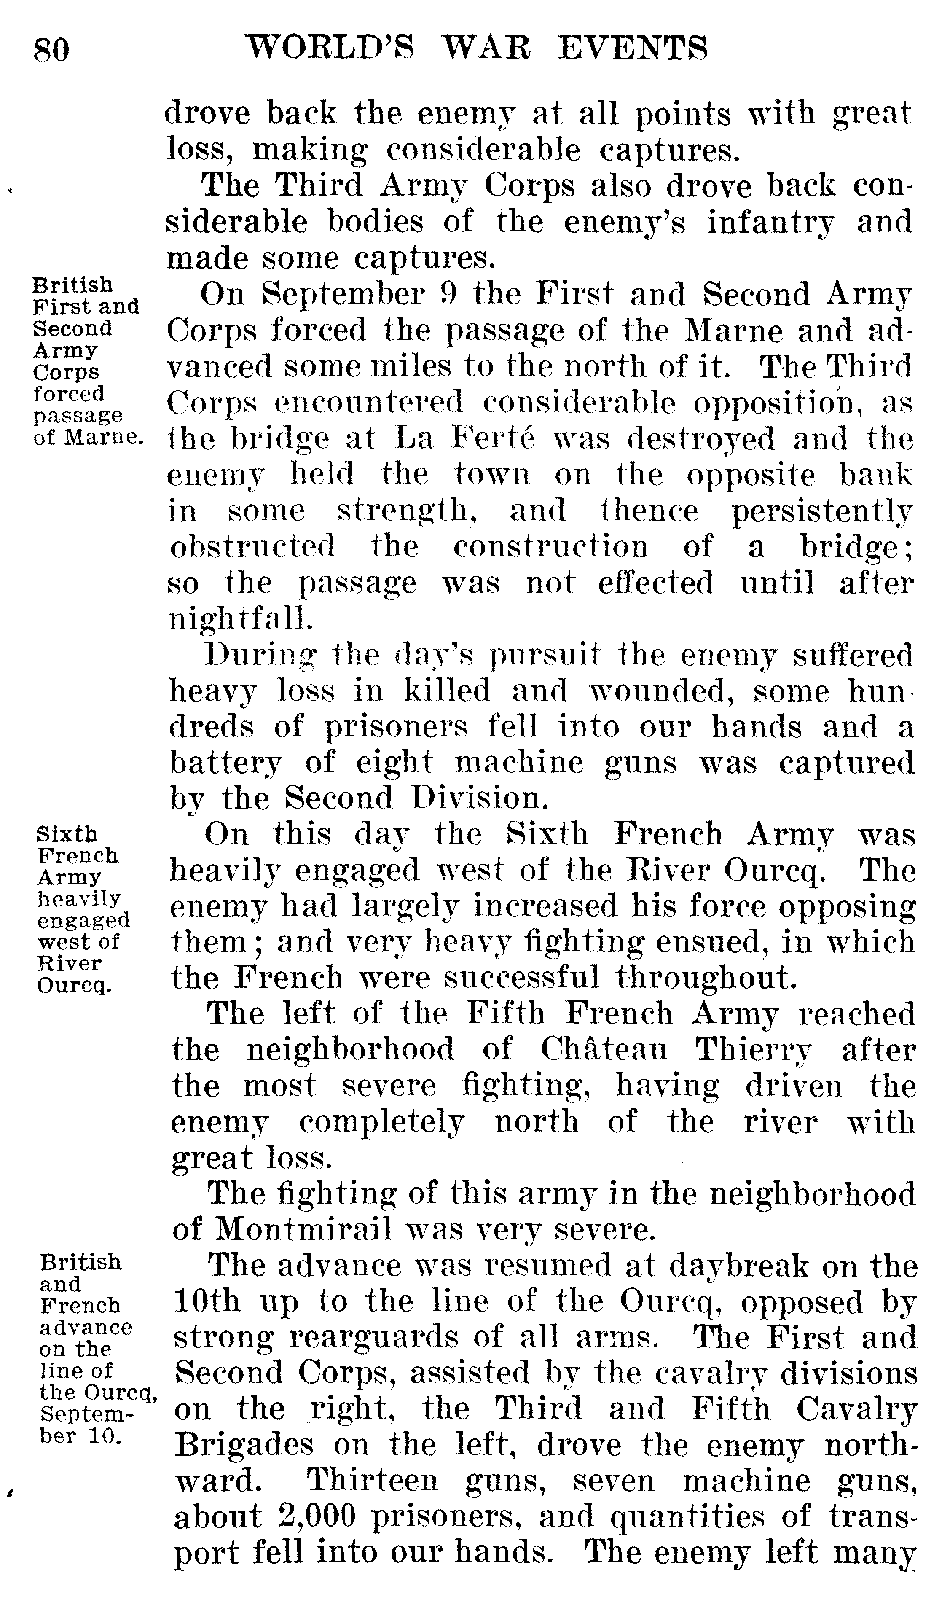 80 WORLD'S WAR EVENTS
drove back the enemy at all points with great
loss, making considerable captures.
The Third Army Corps also drove back con-
siderable bodies of the enemy's infantry and
made some captures.
British
First and
Second
Army
Corps
forced
passage
of Marne.
On September 9 the First and Second Army
Corps forced the passage of the Marne and ad-
vanced some miles to the north of it. The Third
Corps encountered considerable opposition, as
the bridge at La Ferté was destroyed and the
enemy held the town on the opposite bank
in some strength, and thence persistently
obstructed the construction of a bridge;
so the passage was not effected until after
nightfall.
During the day's pursuit the enemy suffered
heavy loss in killed and wounded, some hun-
dreds of prisoners fell into our hands and a
battery of eight machine guns was captured
by the Second Division.
Sixth
French
Army
heavily
engaged
west of
River
Ourcq.
On this day the Sixth French Army was
heavily engaged west of the River Ourcq. The
enemy had largely increased his force opposing
them; and very heavy fighting ensued, in which
the French were successful throughout.
The left of the Fifth French Army reached
the neighborhood of Château Thierry after
the most severe fighting, having driven the
enemy completely north of the river with
great loss.
The fighting of this army in the neighborhood
of Montmirail was very severe.
British
and
French
advance
on the
line of
the Ourcq,
Septem-
ber 10.
The advance was resumed at daybreak on the
10th up to the line of the Ourcq, opposed by
strong rearguards of all arms. The First and
Second Corps, assisted by the cavalry divisions
on the right, the Third and Fifth Cavalry
Brigades on the left, drove the enemy north-
ward. Thirteen guns, seven machine guns,
about 2,000 prisoners, and quantities of trans-
port fell into our hands. The enemy left many